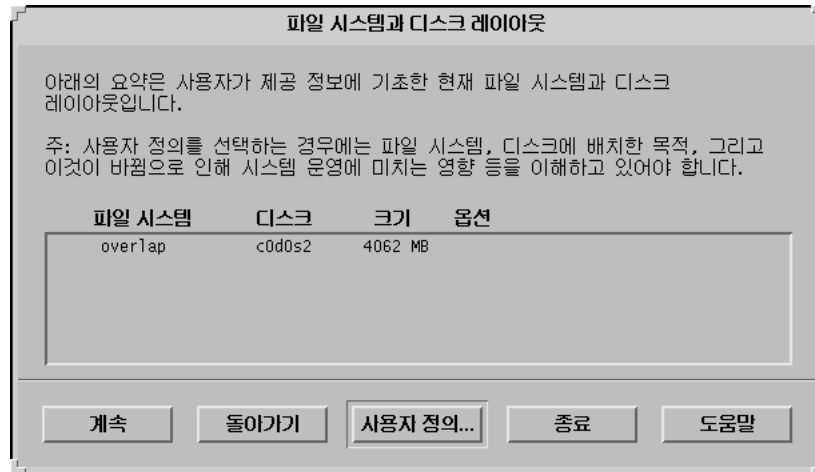 파일 시스템과 디스크 레이아웃
아래의 요약은 사용자가 제공 정보에 기초한 현재 파일 시스템과 디스크
레이아웃입니다.
주: 사용자 정의를 선택하는 경우에는 파일 시스템, 디스크에 배치한 목적, 그리고
이것이 바뀜으로 인해 시스템 운영에 미치는 영향 등을 이해하고 있어야 합니다.
파일 시스템 디스크 크기 옵션
overlap c0d0s2 4062 MB
계속 돌아가기 사용자 정의... 종료 도움말